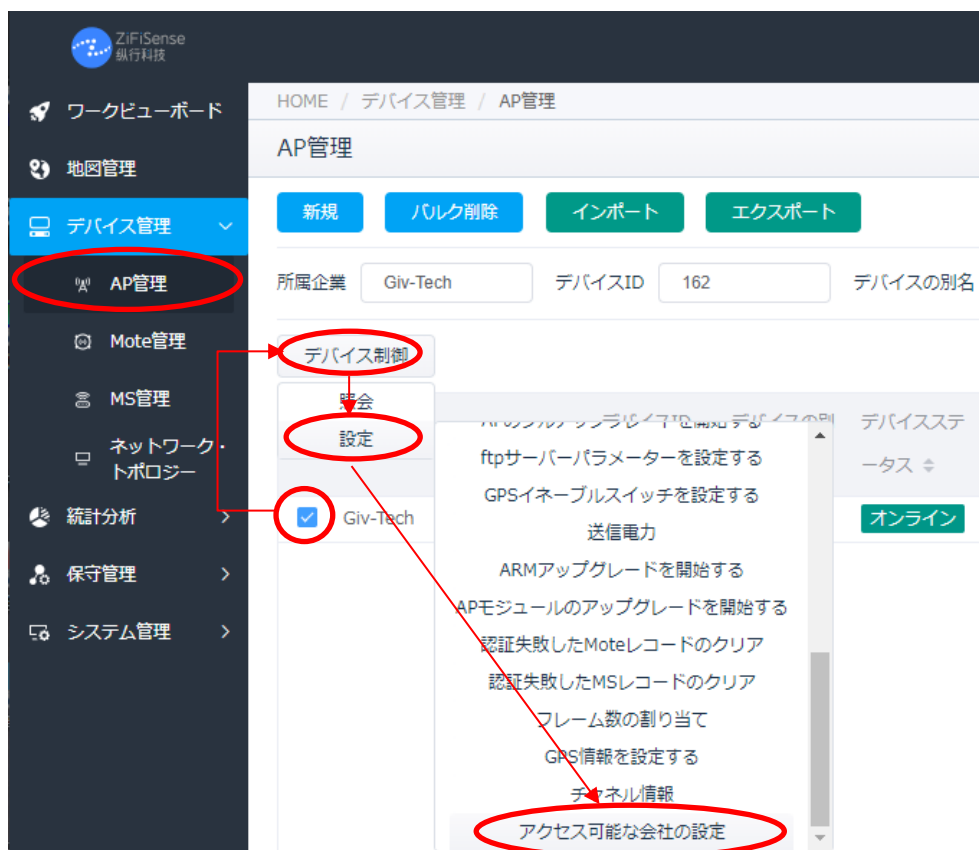 ZiFiSense
纵行科技
ワークビューボード
地図管理
デバイス管理
AP管理
Mote管理
MS管理
ネットワーク・
トポロジー
統計分析
保守管理
システム管理
HOME / デバイス管理 / AP管理
AP管理
新規 バルク削除 インポート エクスポート
所属企業 Giv-Tech デバイスID 162 デバイスの別名
デバイス制御
照会
設定
デバイスステ
ータス
Giv-Tech
オンライン
ftpサーバーパラメーターを設定する
GPSイネーブルスイッチを設定する
送信電力
ARMアップグレードを開始する
APモジュールのアップグレードを開始する
認証失敗したMoteレコードのクリア
認証失敗したMSレコードのクリア
フレーム数の割り当て
GPS情報を設定する
チャネル情報
アクセス可能な会社の設定